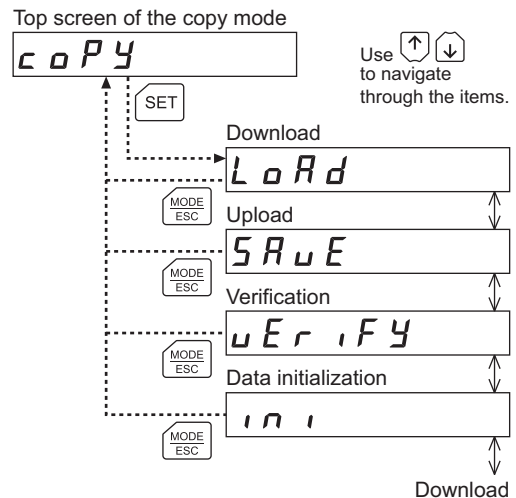 Top screen of the copy mode
coPY
Use ↑ ↓
to navigate
through the items.
SET
Download
LoAd
MODE
ESC
Upload
SAuE
MODE
ESC
Verification
uEriFY
MODE
ESC
Data initialization
ini
MODE
ESC
Download